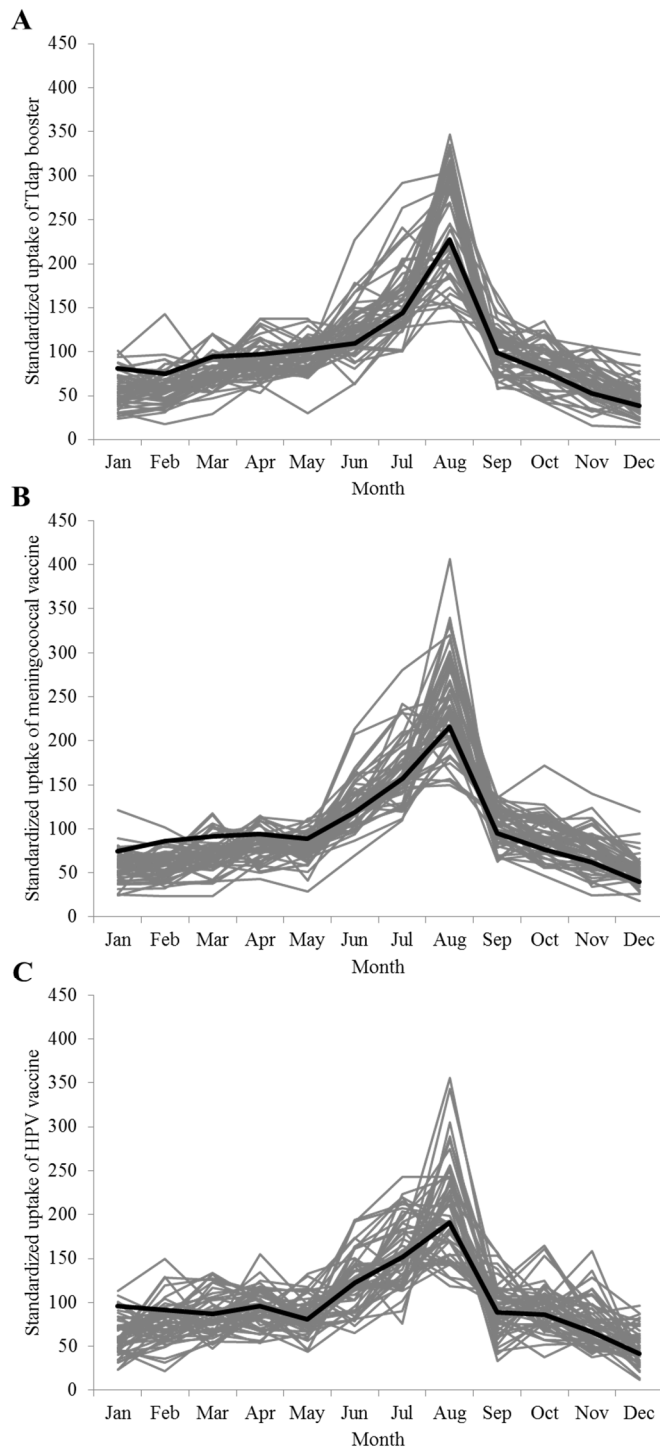 A
Standardized uptake of Tdap booster
450
400
350
300
250
200
150
100
50
0
Jan Feb Mar Apr May Jun Jul Aug Sep Oct Nov Dec
Month
B
Standardized uptake of meningococcal vaccine
450
400
350
300
250
200
150
100
50
0
Jan Feb Mar Apr May Jun Jul Aug Sep Oct Nov Dec
Month
C
Standardized uptake of HPV vaccine
450
400
350
300
250
200
150
100
50
0
Jan Feb Mar Apr May Jun Jul Aug Sep Oct Nov Dec
Month